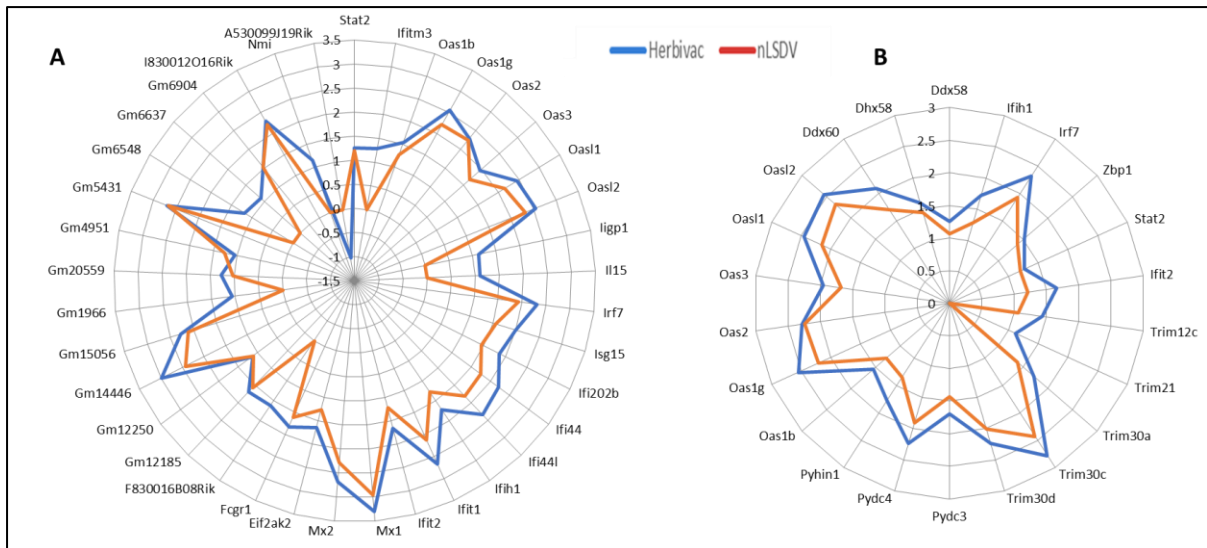 A
Herbivac
nLSDV
B
Stat2
Ifitm3
Oas1b
Oas1g
Oas2
Oas3
Oasl1
Oasl2
Iigp1
Il15
Irf7
Isg15
Ifi202b
Ifi44
Ifi44l
Ifih1
Ifit1
Ifit2
Mx1
Mx2
Eif2ak2
Fcgr1
F830016B08Rik
Gm12185
Gm12250
Gm14446
Gm15056
Gm1966
Gm20559
Gm4951
Gm5431
Gm6548
Gm6637
Gm6904
I830012O16Rik
Nmi
A530099J19Rik
3.5
3
2.5
2
1.5
1
0.5
0
-0.5
-1
-1.5
Ddx58
Ifih1
Irf7
Zbp1
Stat2
Ifit2
Trim12c
Trim21
Trim30a
Trim30c
Trim30d
Pydc3
Pydc4
Pyhin1
Oas1b
Oas1g
Oas2
Oas3
Oasl1
Oasl2
Ddx60
Dhx58
3
2.5
2
1.5
1
0.5
0